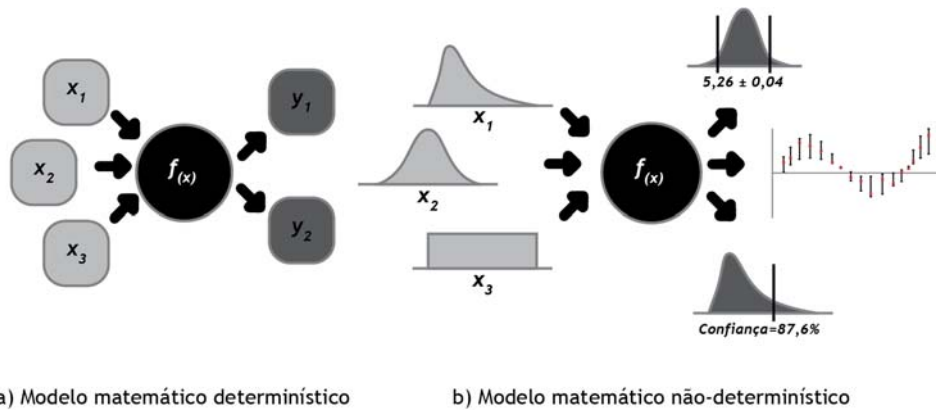 x1
x2
x3
f(x)
y1
y2
x1
x2
x3
f(x)
5,26 ± 0,04
Confiança=87,6%
a) Modelo matemático determinístico
b) Modelo matemático não-determinístico